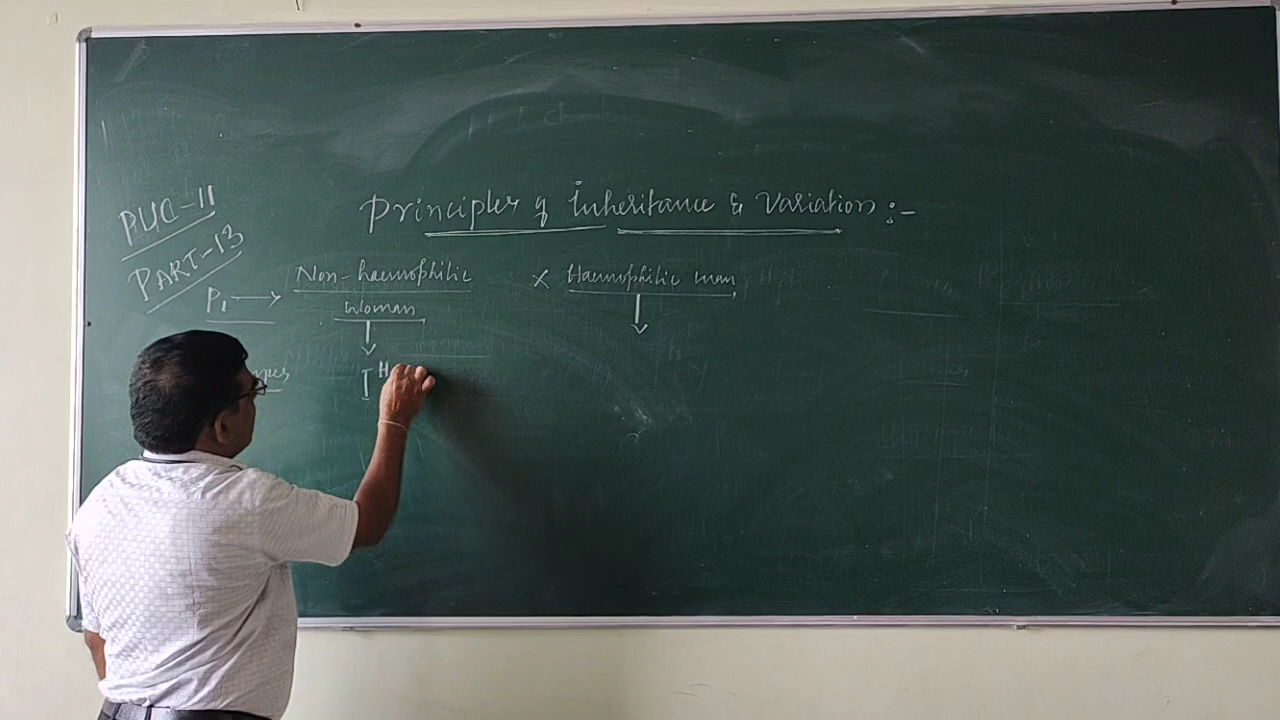 PUC-II
PART-13
Principles of Inheritance & Variation :-
P₁ → Non-haemophilic × Haemophilic man
woman
I H